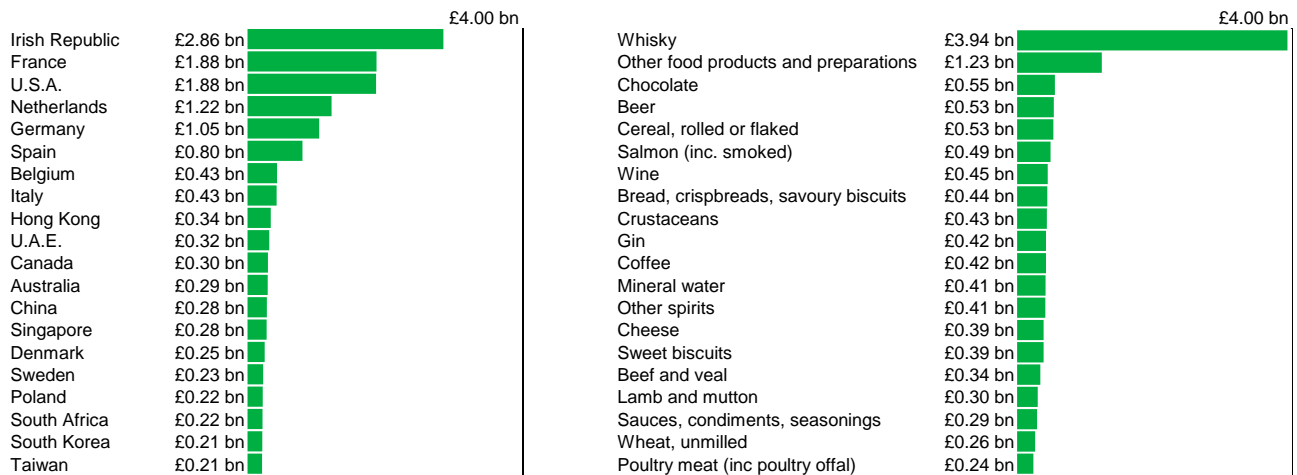 £4.00 bn
Irish Republic £2.86 bn
France £1.88 bn
U.S.A. £1.88 bn
Netherlands £1.22 bn
Germany £1.05 bn
Spain £0.80 bn
Belgium £0.43 bn
Italy £0.43 bn
Hong Kong £0.34 bn
U.A.E. £0.32 bn
Canada £0.30 bn
Australia £0.29 bn
China £0.28 bn
Singapore £0.28 bn
Denmark £0.25 bn
Sweden £0.23 bn
Poland £0.22 bn
South Africa £0.22 bn
South Korea £0.21 bn
Taiwan £0.21 bn
£4.00 bn
Whisky £3.94 bn
Other food products and preparations £1.23 bn
Chocolate £0.55 bn
Beer £0.53 bn
Cereal, rolled or flaked £0.53 bn
Salmon (inc. smoked) £0.49 bn
Wine £0.45 bn
Bread, crispbreads, savoury biscuits £0.44 bn
Crustaceans £0.43 bn
Gin £0.42 bn
Coffee £0.42 bn
Mineral water £0.41 bn
Other spirits £0.41 bn
Cheese £0.39 bn
Sweet biscuits £0.39 bn
Beef and veal £0.34 bn
Lamb and mutton £0.30 bn
Sauces, condiments, seasonings £0.29 bn
Wheat, unmilled £0.26 bn
Poultry meat (inc poultry offal) £0.24 bn